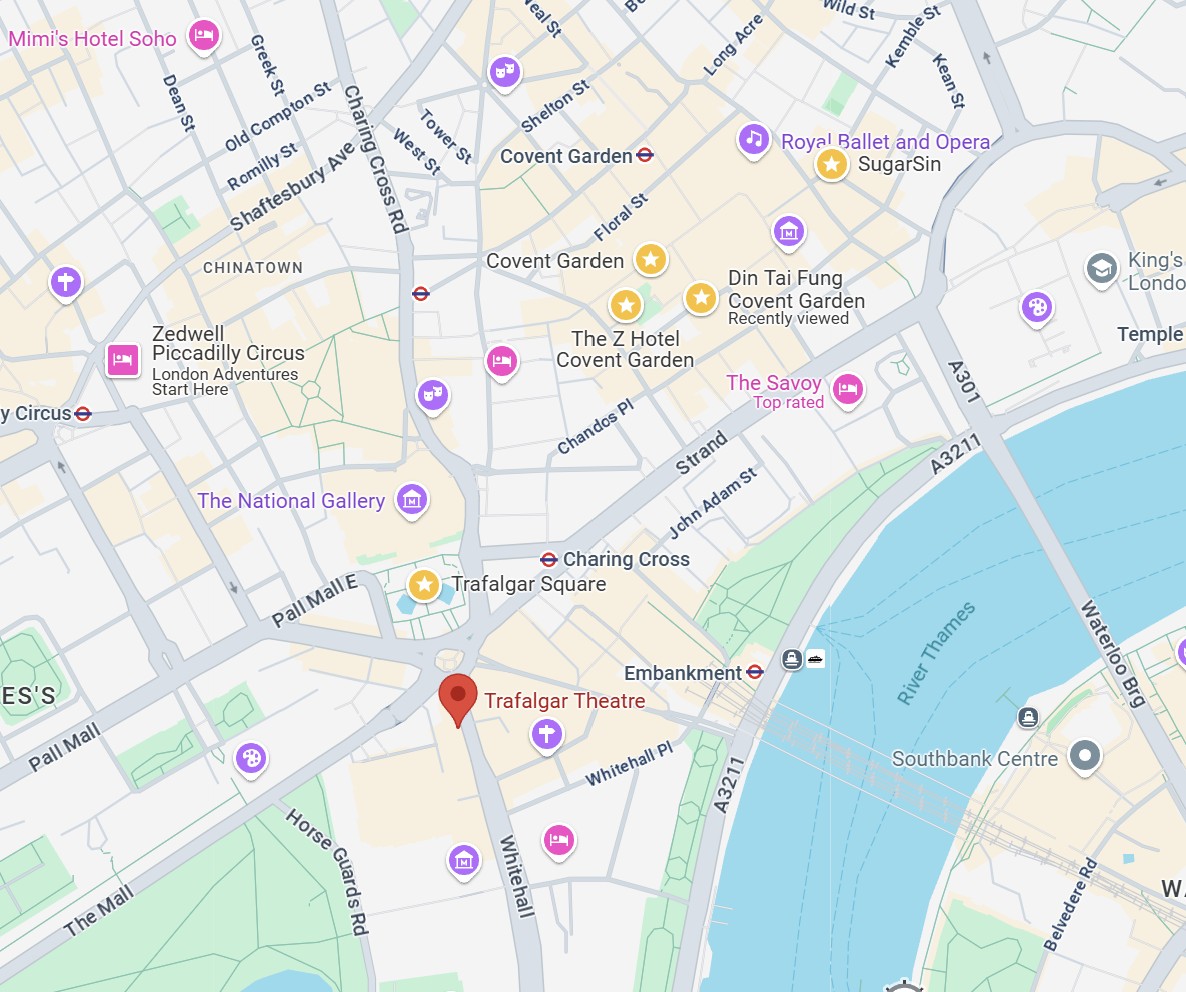 Mimi's Hotel Soho
Greek St
Dean St
Old Compton St
Romilly St
Shaftesbury Ave
Charing Cross Rd
Tower St
West St
Neal St
Shelton St
Long Acre
Wild St
Kemble St
Kean St
Covent Garden
Royal Ballet and Opera
SugarSin
Floral St
Covent Garden
CHINATOWN
Din Tai Fung
Covent Garden
Recently viewed
The Z Hotel
Covent Garden
King's
Londo
Temple
Zedwell
Piccadilly Circus
London Adventures
Start Here
y Circus
The Savoy
Top rated
A301
Chandos Pl
Strand
A3211
John Adam St
The National Gallery
Charing Cross
Trafalgar Square
Pall Mall E
River Thames
Waterloo Brg
Embankment
ES'S
Trafalgar Theatre
Pall Mall
Whitehall Pl
A3211
Southbank Centre
Horse Guards Rd
Whitehall
The Mall
Belvedere Rd
WA